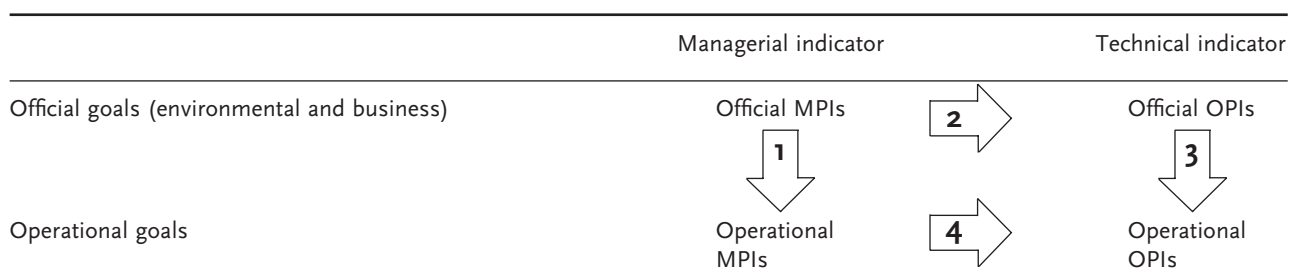 Managerial indicator Technical indicator
Official goals (environmental and business) Official MPIs 2 Official OPIs
1 3
Operational goals Operational 4 Operational
MPIs OPIs